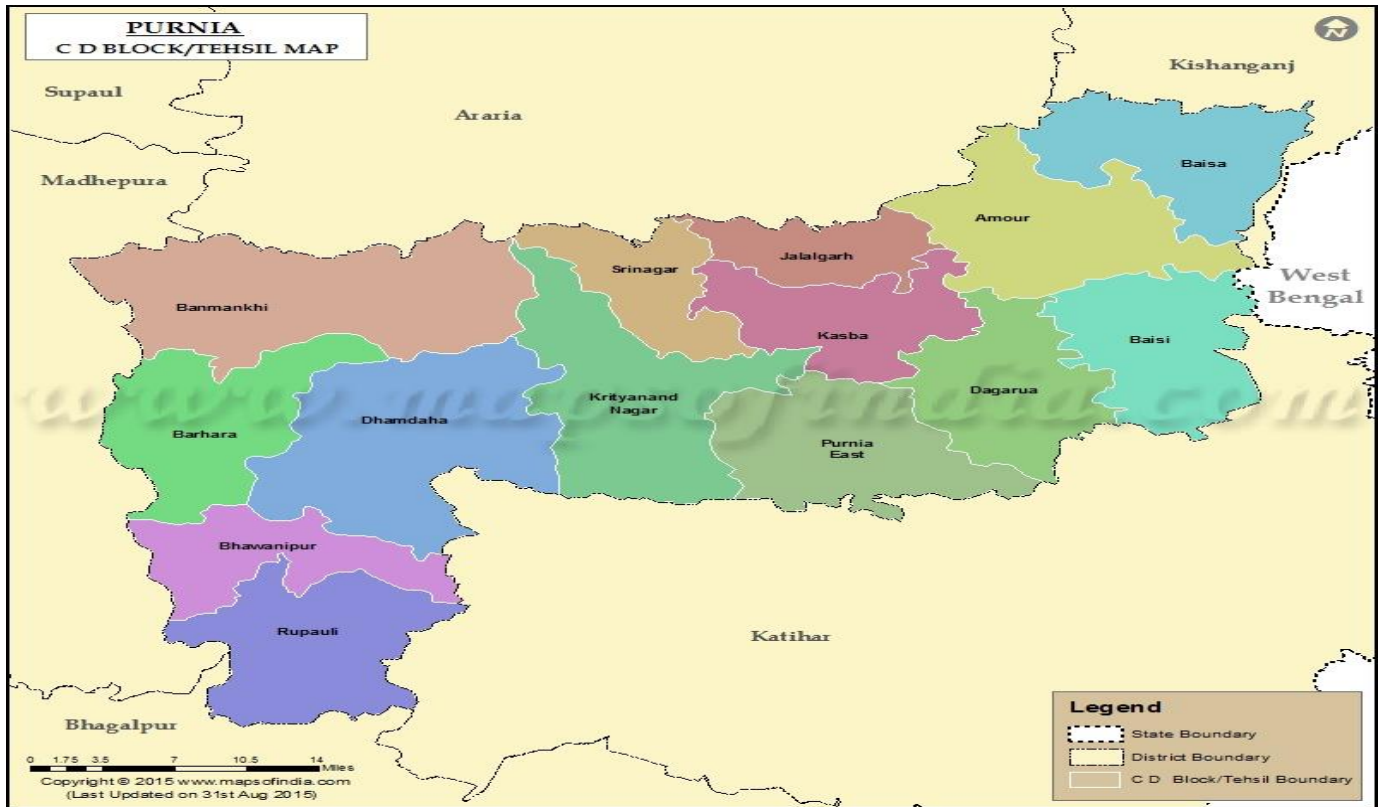 PURNIA
C D BLOCK/TEHSIL MAP
N
Kishanganj
Supaul
Araria
Baisa
Madhepura
Amour
Jalalgarh
Srinagar
West
Bengal
Banmankhi
Kasba
Baisi
www.mapsofindia.com
Krityanand
Nagar
Dagarua
Dhamdaha
Barhara
Purnia
East
Bhawanipur
Rupauli
Katihar
Bhagalpur
Legend
State Boundary
District Boundary
C D Block/Tehsil Boundary
0 1.75 3.5 7 10.5 14
Miles
Copyright © 2015 www.mapsofindia.com
(Last Updated on 31st Aug 2015)